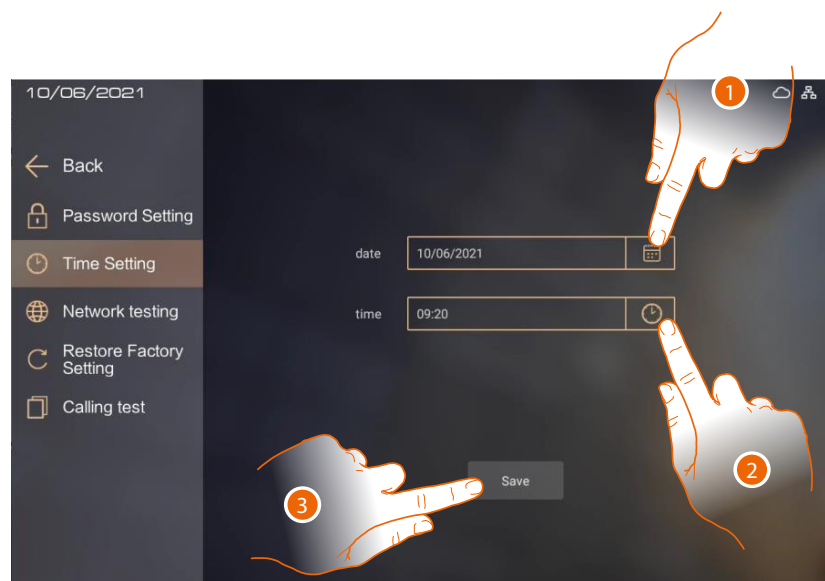 10/06/2021
1
Back
Password Setting
Time Setting
Network testing
Restore Factory
Setting
Calling test
date
10/06/2021
time
09:20
2
Save
3